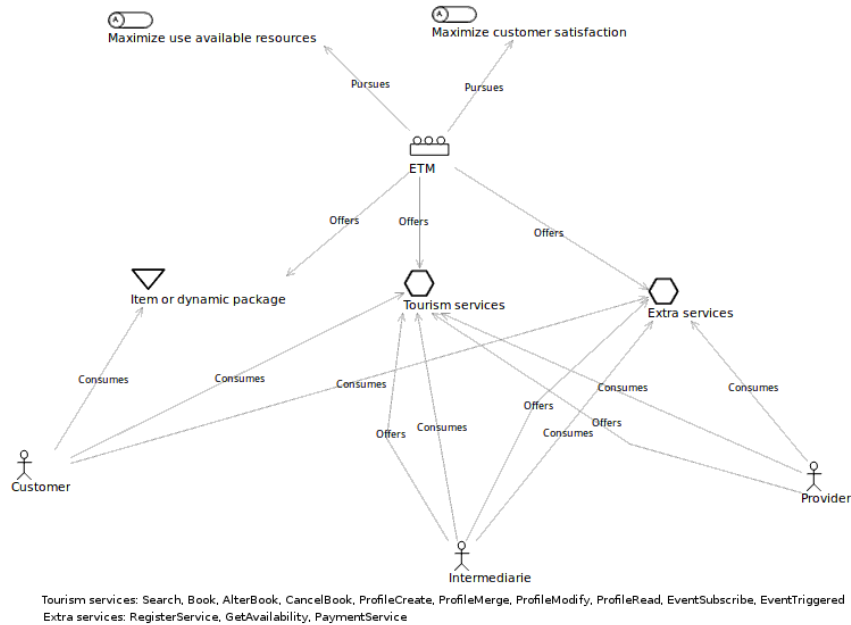 A
A
Maximize use available resources
Maximize customer satisfaction
Pursues
Pursues
ETM
Offers
Offers
Offers
Item or dynamic package
Tourism services
Extra services
Consumes
Consumes
Consumes
Consumes
Consumes
Offers
Offers
Offers
Consumes
Consumes
Customer
Provider
Intermediarie
Tourism services: Search, Book, AlterBook, CancelBook, ProfileCreate, ProfileMerge, ProfileModify, ProfileRead, EventSubscribe, EventTriggered
Extra services: RegisterService, GetAvailability, PaymentService